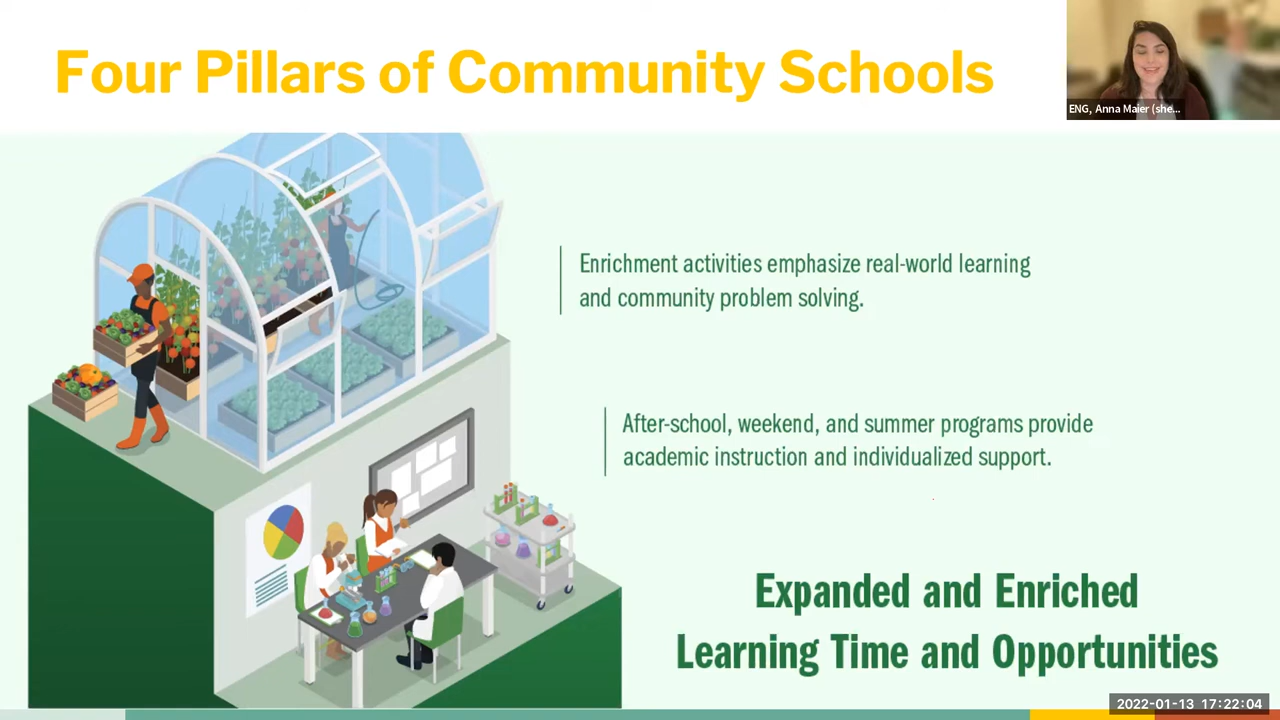 Four Pillars of Community Schools
ENG, Anna Maier (she...
Enrichment activities emphasize real-world learning
and community problem solving.
After-school, weekend, and summer programs provide
academic instruction and individualized support.
Expanded and Enriched
Learning Time and Opportunities
2022-01-13 17:22:04